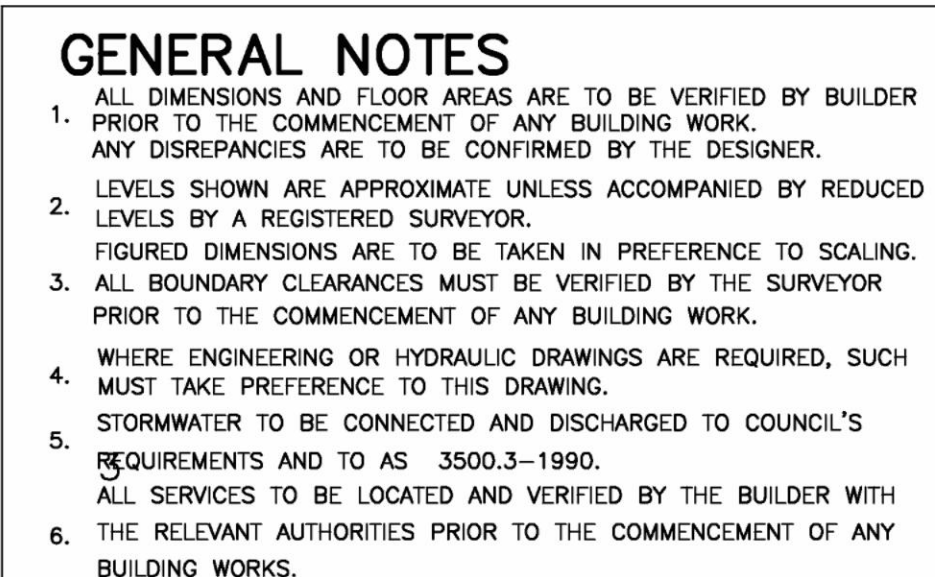 GENERAL NOTES
1. ALL DIMENSIONS AND FLOOR AREAS ARE TO BE VERIFIED BY BUILDER
PRIOR TO THE COMMENCEMENT OF ANY BUILDING WORK.
ANY DISREPANCIES ARE TO BE CONFIRMED BY THE DESIGNER.
2. LEVELS SHOWN ARE APPROXIMATE UNLESS ACCOMPANIED BY REDUCED
LEVELS BY A REGISTERED SURVEYOR.
FIGURED DIMENSIONS ARE TO BE TAKEN IN PREFERENCE TO SCALING.
3. ALL BOUNDARY CLEARANCES MUST BE VERIFIED BY THE SURVEYOR
PRIOR TO THE COMMENCEMENT OF ANY BUILDING WORK.
4. WHERE ENGINEERING OR HYDRAULIC DRAWINGS ARE REQUIRED, SUCH
MUST TAKE PREFERENCE TO THIS DRAWING.
5. STORMWATER TO BE CONNECTED AND DISCHARGED TO COUNCIL'S
REQUIREMENTS AND TO AS 3500.3-1990.
3
ALL SERVICES TO BE LOCATED AND VERIFIED BY THE BUILDER WITH
6. THE RELEVANT AUTHORITIES PRIOR TO THE COMMENCEMENT OF ANY
BUILDING WORKS.